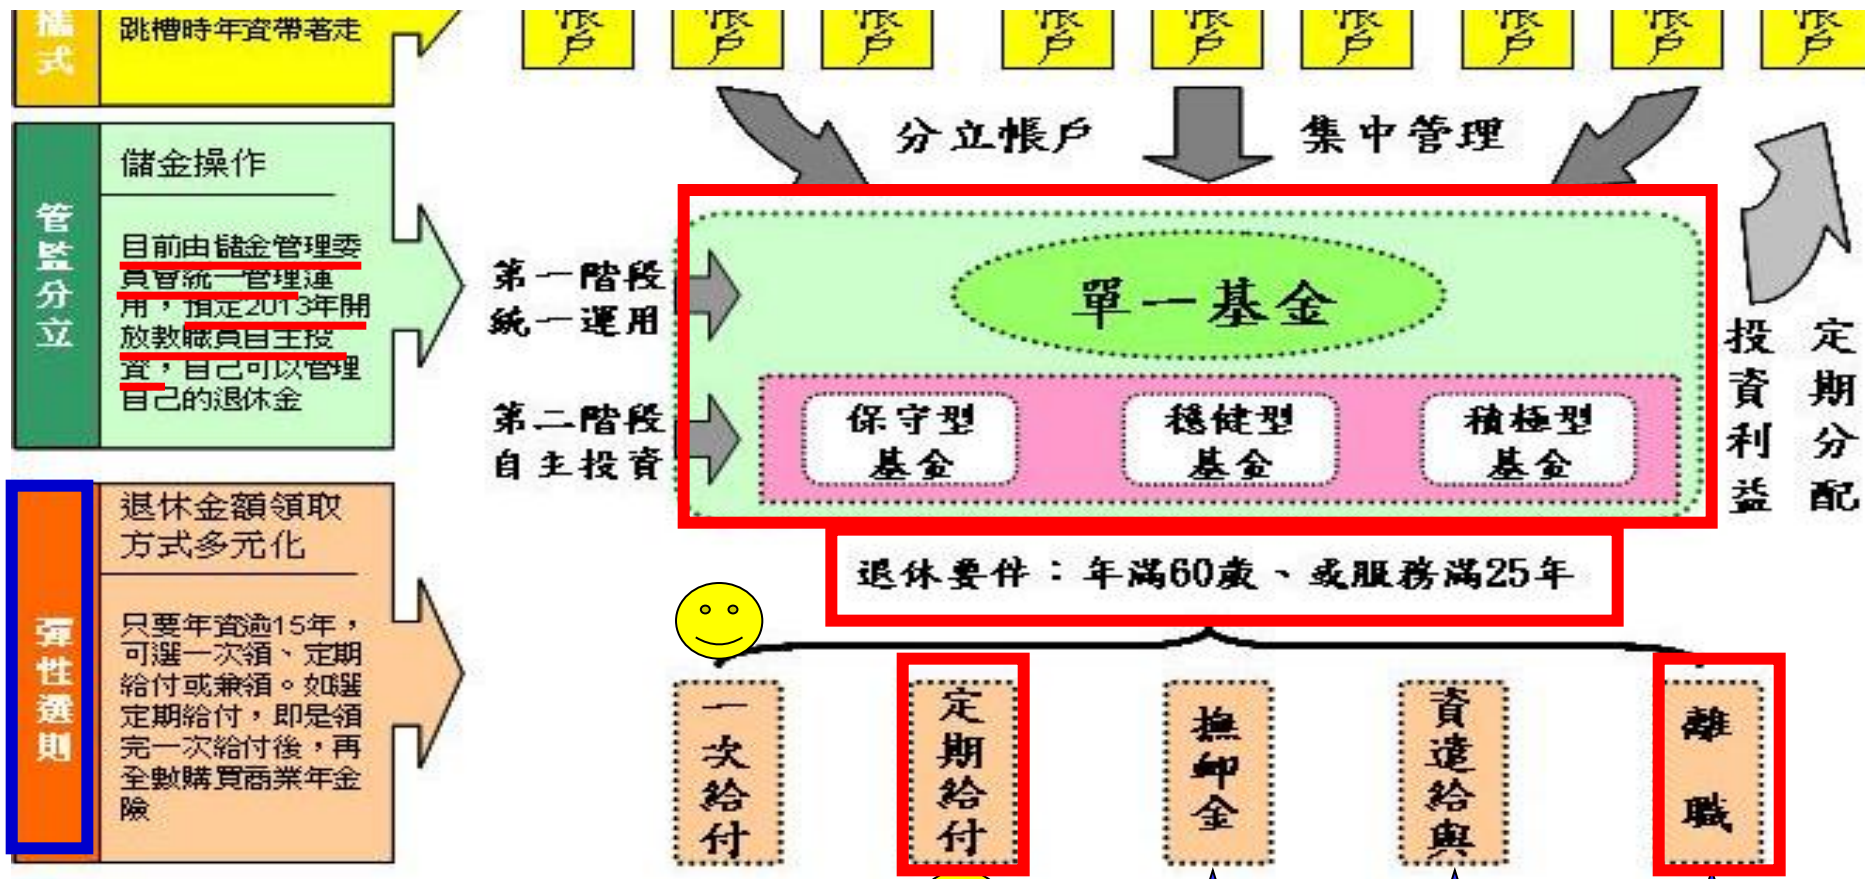 攜式
跳槽時年資帶著走
帳戶 帳戶 帳戶 帳戶 帳戶 帳戶 帳戶 帳戶 帳戶
分立帳戶 集中管理
管監分立
儲金操作
目前由儲金管理委
員會統一管理運
用，預定2013年開
放教職員自主投
資，自己可以管理
自己的退休金
第一階段
統一運用
單一基金
第二階段
自主投資
保守型
基金
穩健型
基金
積極型
基金
定期分配
投資利益
彈性選則
退休金額領取
方式多元化
只要年資逾15年，
可選一次領、定期
給付或兼領。如選
定期給付，即是領
完一次給付後，再
全數購買商業年金
險
退休要件：年滿60歲、或服務滿25年
一次給付
定期給付
撫卹金
資遣給與
離職